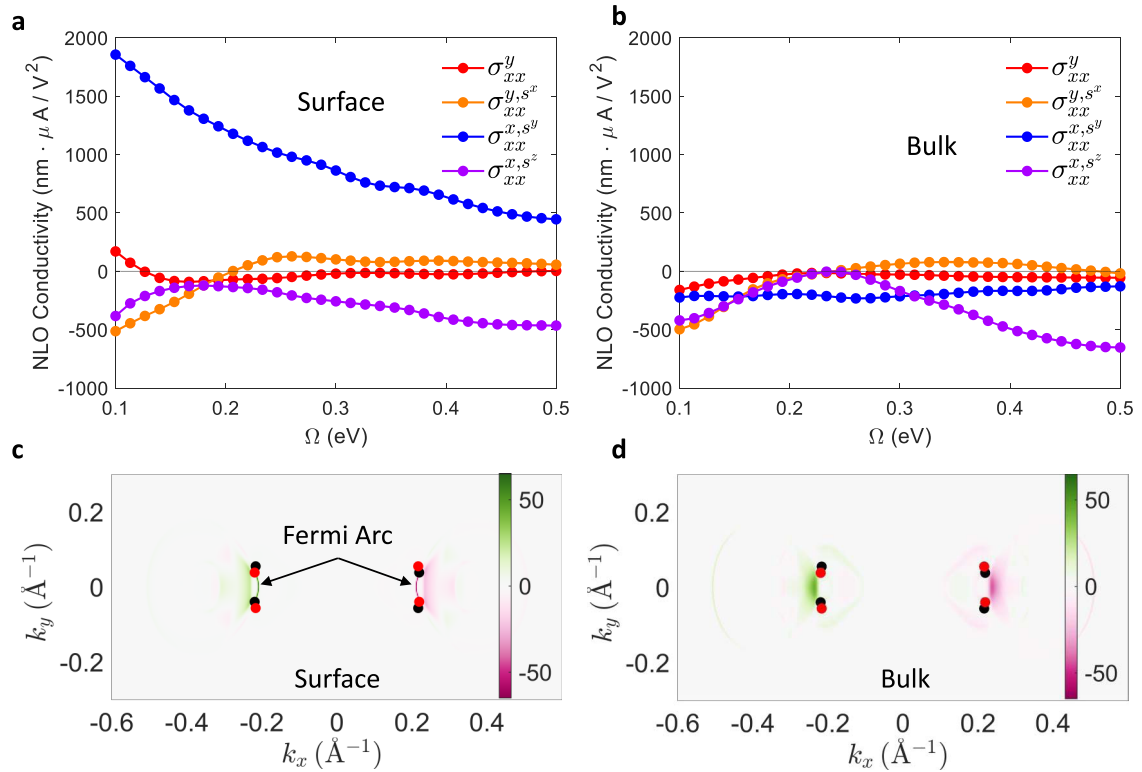 a
2000
1500
1000
500
0
-500
-1000
NLO Conductivity (nm · μ A / V²)
0.1 0.2 0.3 0.4 0.5
Ω (eV)
Surface
σ^y_xx
σ^{y,s^x}_xx
σ^{x,s^y}_xx
σ^{x,s^z}_xx
b
2000
1500
1000
500
0
-500
-1000
NLO Conductivity (nm · μ A / V²)
0.1 0.2 0.3 0.4 0.5
Ω (eV)
Bulk
σ^y_xx
σ^{y,s^x}_xx
σ^{x,s^y}_xx
σ^{x,s^z}_xx
c
0.2
0
-0.2
k_y (Å⁻¹)
Fermi Arc
Surface
50
0
-50
-0.6 -0.4 -0.2 0 0.2 0.4
k_x (Å⁻¹)
d
0.2
0
-0.2
k_y (Å⁻¹)
Bulk
50
0
-50
-0.6 -0.4 -0.2 0 0.2 0.4
k_x (Å⁻¹)